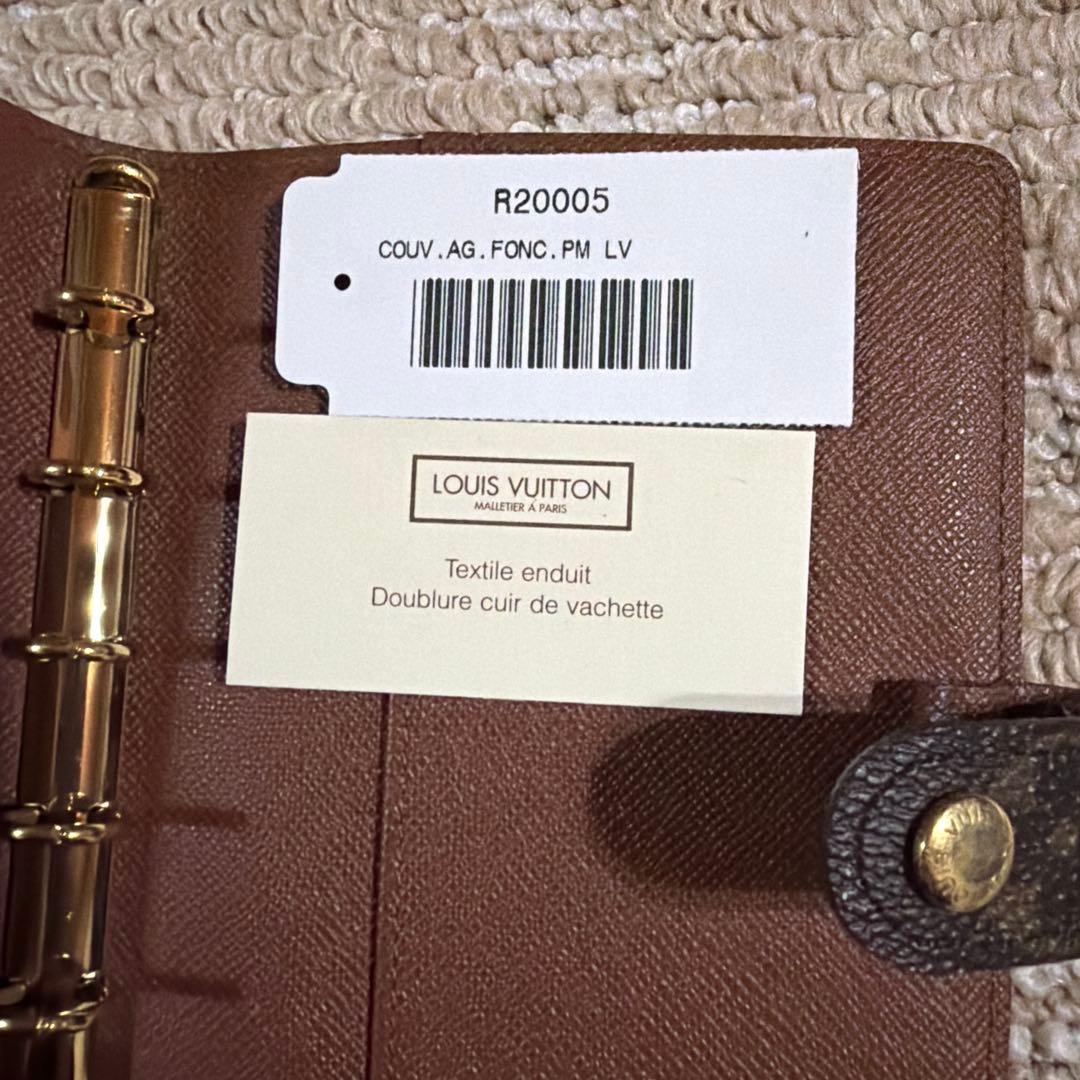 R20005
COUV.AG.FONC.PM LV
LOUIS VUITTON
MALLETIER À PARIS
Textile enduit
Doublure cuir de vachette